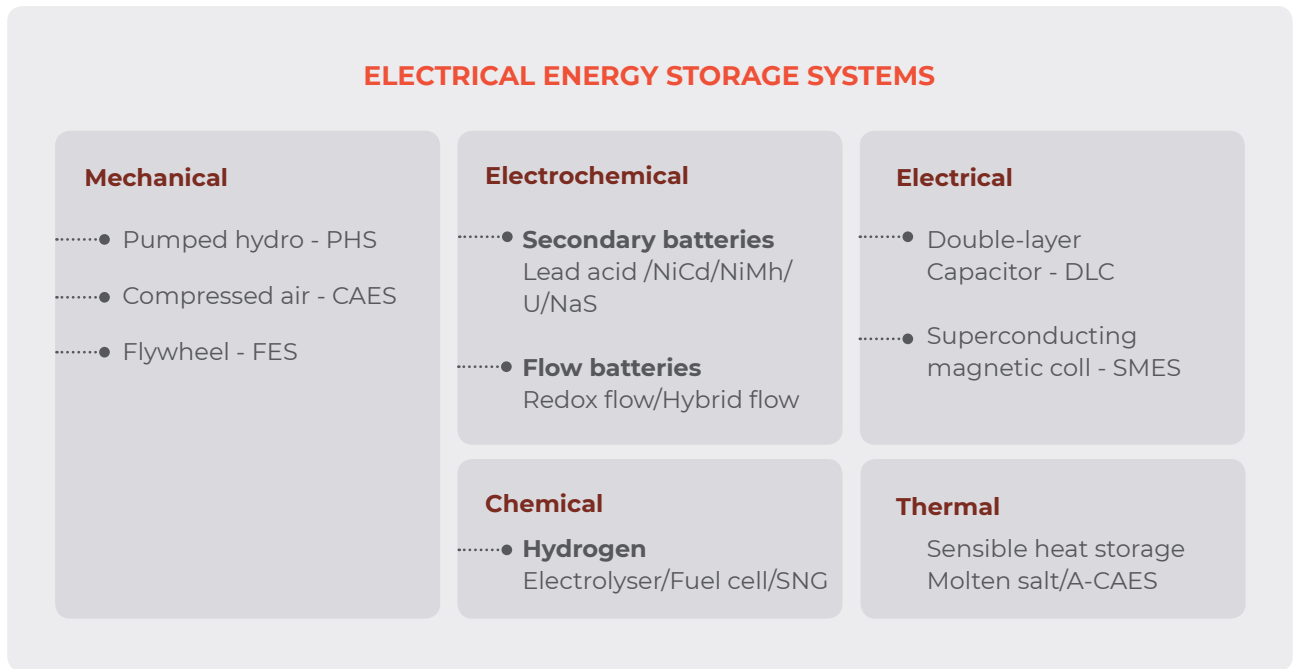 ELECTRICAL ENERGY STORAGE SYSTEMS
Mechanical
Pumped hydro - PHS
Compressed air - CAES
Flywheel - FES
Electrochemical
Secondary batteries
Lead acid /NiCd/NiMh/
U/NaS
Flow batteries
Redox flow/Hybrid flow
Electrical
Double-layer
Capacitor - DLC
Superconducting
magnetic coll - SMES
Chemical
Hydrogen
Electrolyser/Fuel cell/SNG
Thermal
Sensible heat storage
Molten salt/A-CAES